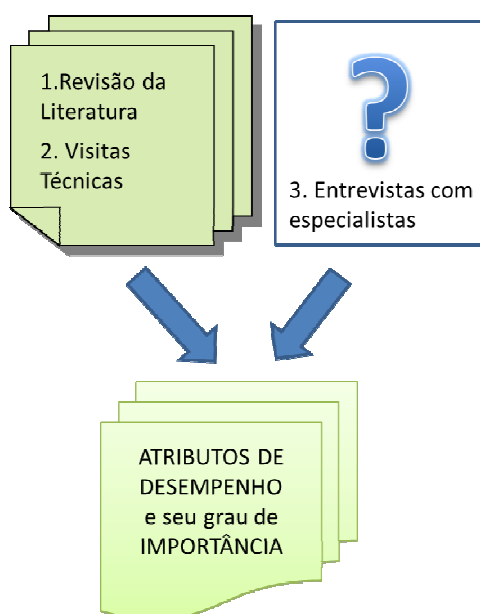 1.Revisão da
Literatura
2. Visitas
Técnicas
?
3. Entrevistas com
especialistas
ATRIBUTOS DE
DESEMPENHO
e seu grau de
IMPORTÂNCIA